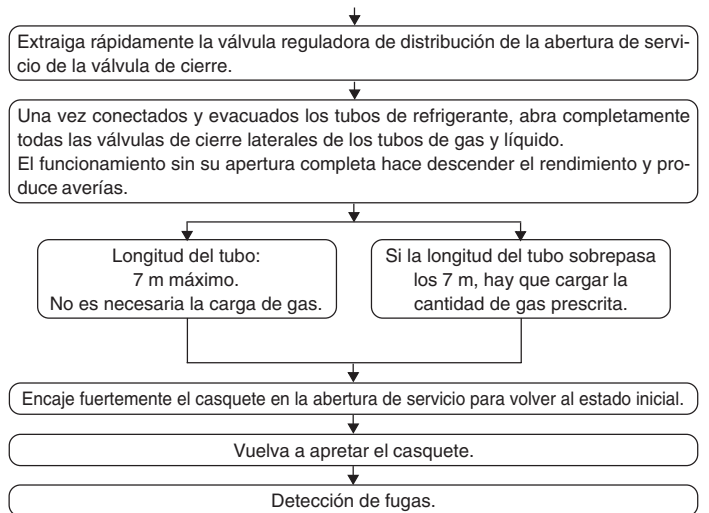 Extraiga rápidamente la válvula reguladora de distribución de la abertura de servi-
cio de la válvula de cierre.
Una vez conectados y evacuados los tubos de refrigerante, abra completamente
todas las válvulas de cierre laterales de los tubos de gas y líquido.
El funcionamiento sin su apertura completa hace descender el rendimiento y pro-
duce averías.
Longitud del tubo:
7 m máximo.
No es necesaria la carga de gas.
Si la longitud del tubo sobrepasa
los 7 m, hay que cargar la
cantidad de gas prescrita.
Encaje fuertemente el casquete en la abertura de servicio para volver al estado inicial.
Vuelva a apretar el casquete.
Detección de fugas.